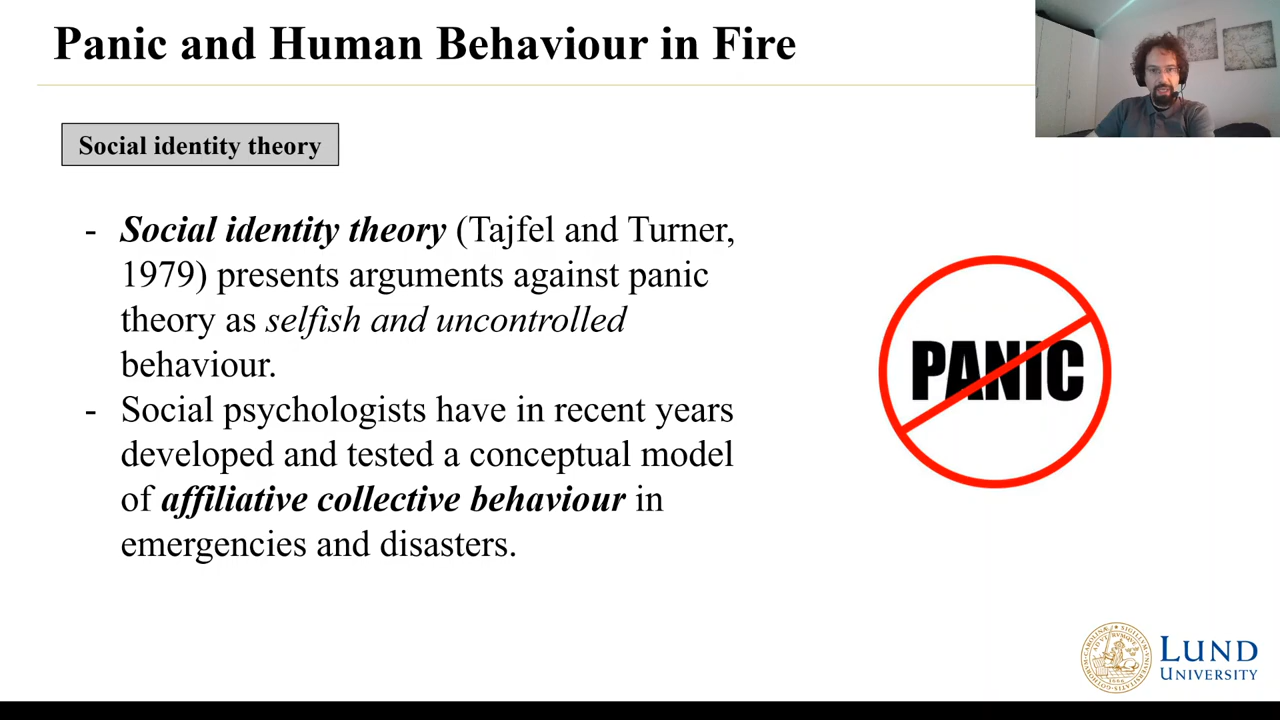 Panic and Human Behaviour in Fire
Social identity theory
- Social identity theory (Tajfel and Turner,
1979) presents arguments against panic
theory as selfish and uncontrolled
behaviour.
- Social psychologists have in recent years
developed and tested a conceptual model
of affiliative collective behaviour in
emergencies and disasters.
PANIC
LUND
UNIVERSITY